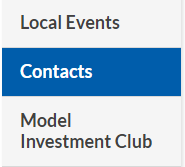 Local Events
Contacts
Model
Investment Club